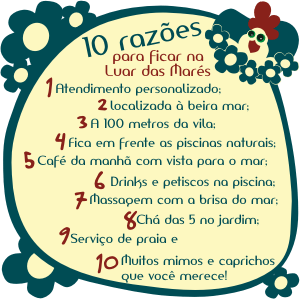 10 razões
para ficar na
Luar das Marés
1 Atendimento personalizado;
2 localizada à beira mar;
3 A 100 metros da vila;
4 Fica em frente as piscinas naturais;
5 Café da manhã com vista para o mar;
6 Drinks e petiscos na piscina;
7 Massagem com a brisa do mar;
8 Chá das 5 no jardim;
9 Serviço de praia e
10 Muitos mimos e caprichos
que você merece!